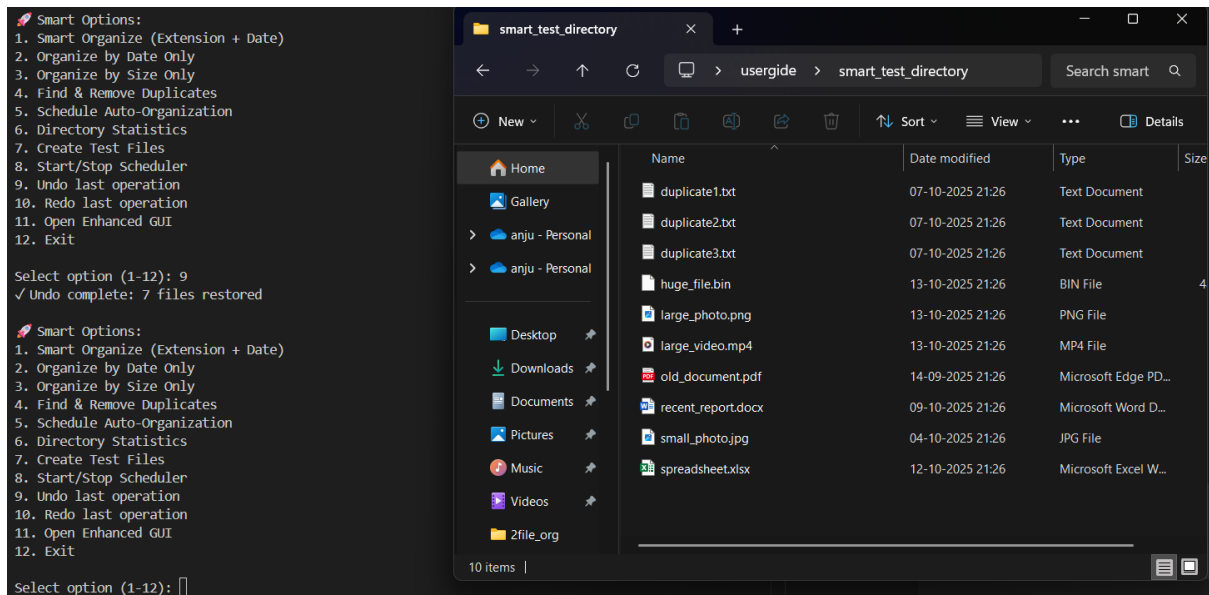 🚀 Smart Options:
1. Smart Organize (Extension + Date)
2. Organize by Date Only
3. Organize by Size Only
4. Find & Remove Duplicates
5. Schedule Auto-Organization
6. Directory Statistics
7. Create Test Files
8. Start/Stop Scheduler
9. Undo last operation
10. Redo last operation
11. Open Enhanced GUI
12. Exit
Select option (1-12): 9
✓ Undo complete: 7 files restored
🚀 Smart Options:
1. Smart Organize (Extension + Date)
2. Organize by Date Only
3. Organize by Size Only
4. Find & Remove Duplicates
5. Schedule Auto-Organization
6. Directory Statistics
7. Create Test Files
8. Start/Stop Scheduler
9. Undo last operation
10. Redo last operation
11. Open Enhanced GUI
12. Exit
Select option (1-12):
smart_test_directory
usergide > smart_test_directory
Search smart
New
Sort
View
Details
Home
Gallery
anju - Personal
anju - Personal
Desktop
Downloads
Documents
Pictures
Music
Videos
2file_org
Name Date modified Type Size
duplicate1.txt 07-10-2025 21:26 Text Document
duplicate2.txt 07-10-2025 21:26 Text Document
duplicate3.txt 07-10-2025 21:26 Text Document
huge_file.bin 13-10-2025 21:26 BIN File 4
large_photo.png 13-10-2025 21:26 PNG File
large_video.mp4 13-10-2025 21:26 MP4 File
old_document.pdf 14-09-2025 21:26 Microsoft Edge PD...
recent_report.docx 09-10-2025 21:26 Microsoft Word D...
small_photo.jpg 04-10-2025 21:26 JPG File
spreadsheet.xlsx 12-10-2025 21:26 Microsoft Excel W...
10 items